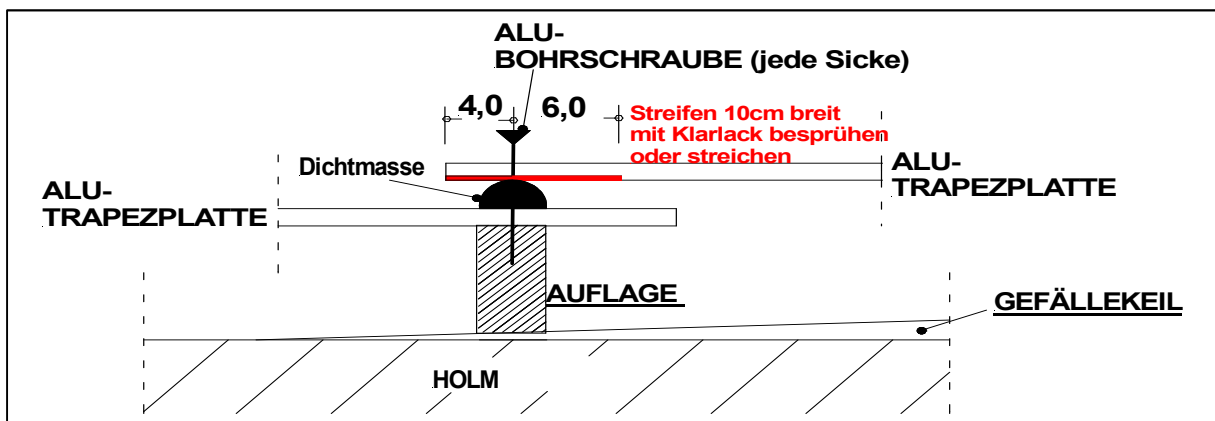 ALU-
BOHRSCHRAUBE (jede Sicke)
4,0
6,0
Streifen 10cm breit
mit Klarlack besprühen
oder streichen
Dichtmasse
ALU-
TRAPEZPLATTE
ALU-
TRAPEZPLATTE
AUFLAGE
GEFÄLLEKEIL
HOLM